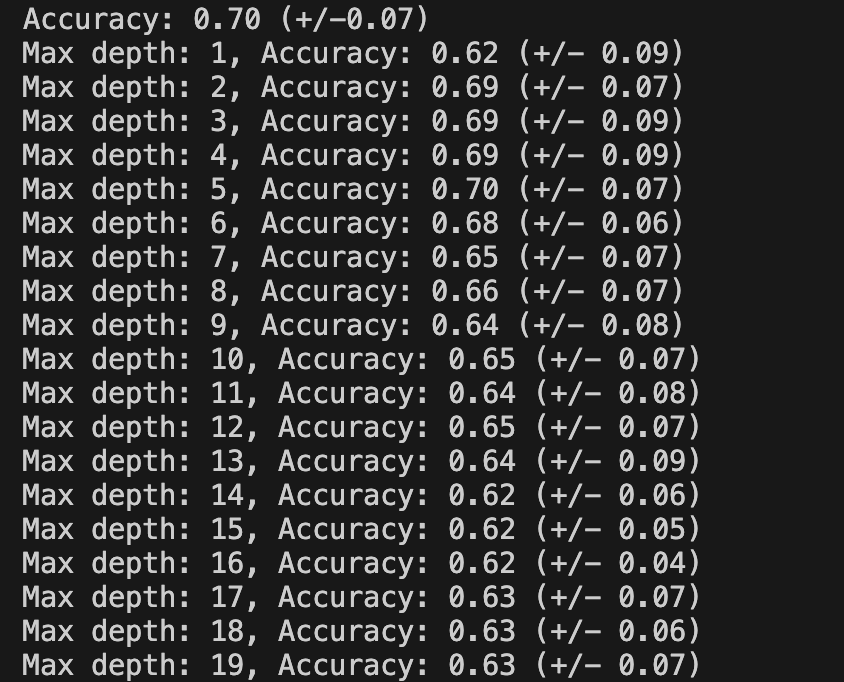 Accuracy: 0.70 (+/-0.07)
Max depth: 1, Accuracy: 0.62 (+/- 0.09)
Max depth: 2, Accuracy: 0.69 (+/- 0.07)
Max depth: 3, Accuracy: 0.69 (+/- 0.09)
Max depth: 4, Accuracy: 0.69 (+/- 0.09)
Max depth: 5, Accuracy: 0.70 (+/- 0.07)
Max depth: 6, Accuracy: 0.68 (+/- 0.06)
Max depth: 7, Accuracy: 0.65 (+/- 0.07)
Max depth: 8, Accuracy: 0.66 (+/- 0.07)
Max depth: 9, Accuracy: 0.64 (+/- 0.08)
Max depth: 10, Accuracy: 0.65 (+/- 0.07)
Max depth: 11, Accuracy: 0.64 (+/- 0.08)
Max depth: 12, Accuracy: 0.65 (+/- 0.07)
Max depth: 13, Accuracy: 0.64 (+/- 0.09)
Max depth: 14, Accuracy: 0.62 (+/- 0.06)
Max depth: 15, Accuracy: 0.62 (+/- 0.05)
Max depth: 16, Accuracy: 0.62 (+/- 0.04)
Max depth: 17, Accuracy: 0.63 (+/- 0.07)
Max depth: 18, Accuracy: 0.63 (+/- 0.06)
Max depth: 19, Accuracy: 0.63 (+/- 0.07)